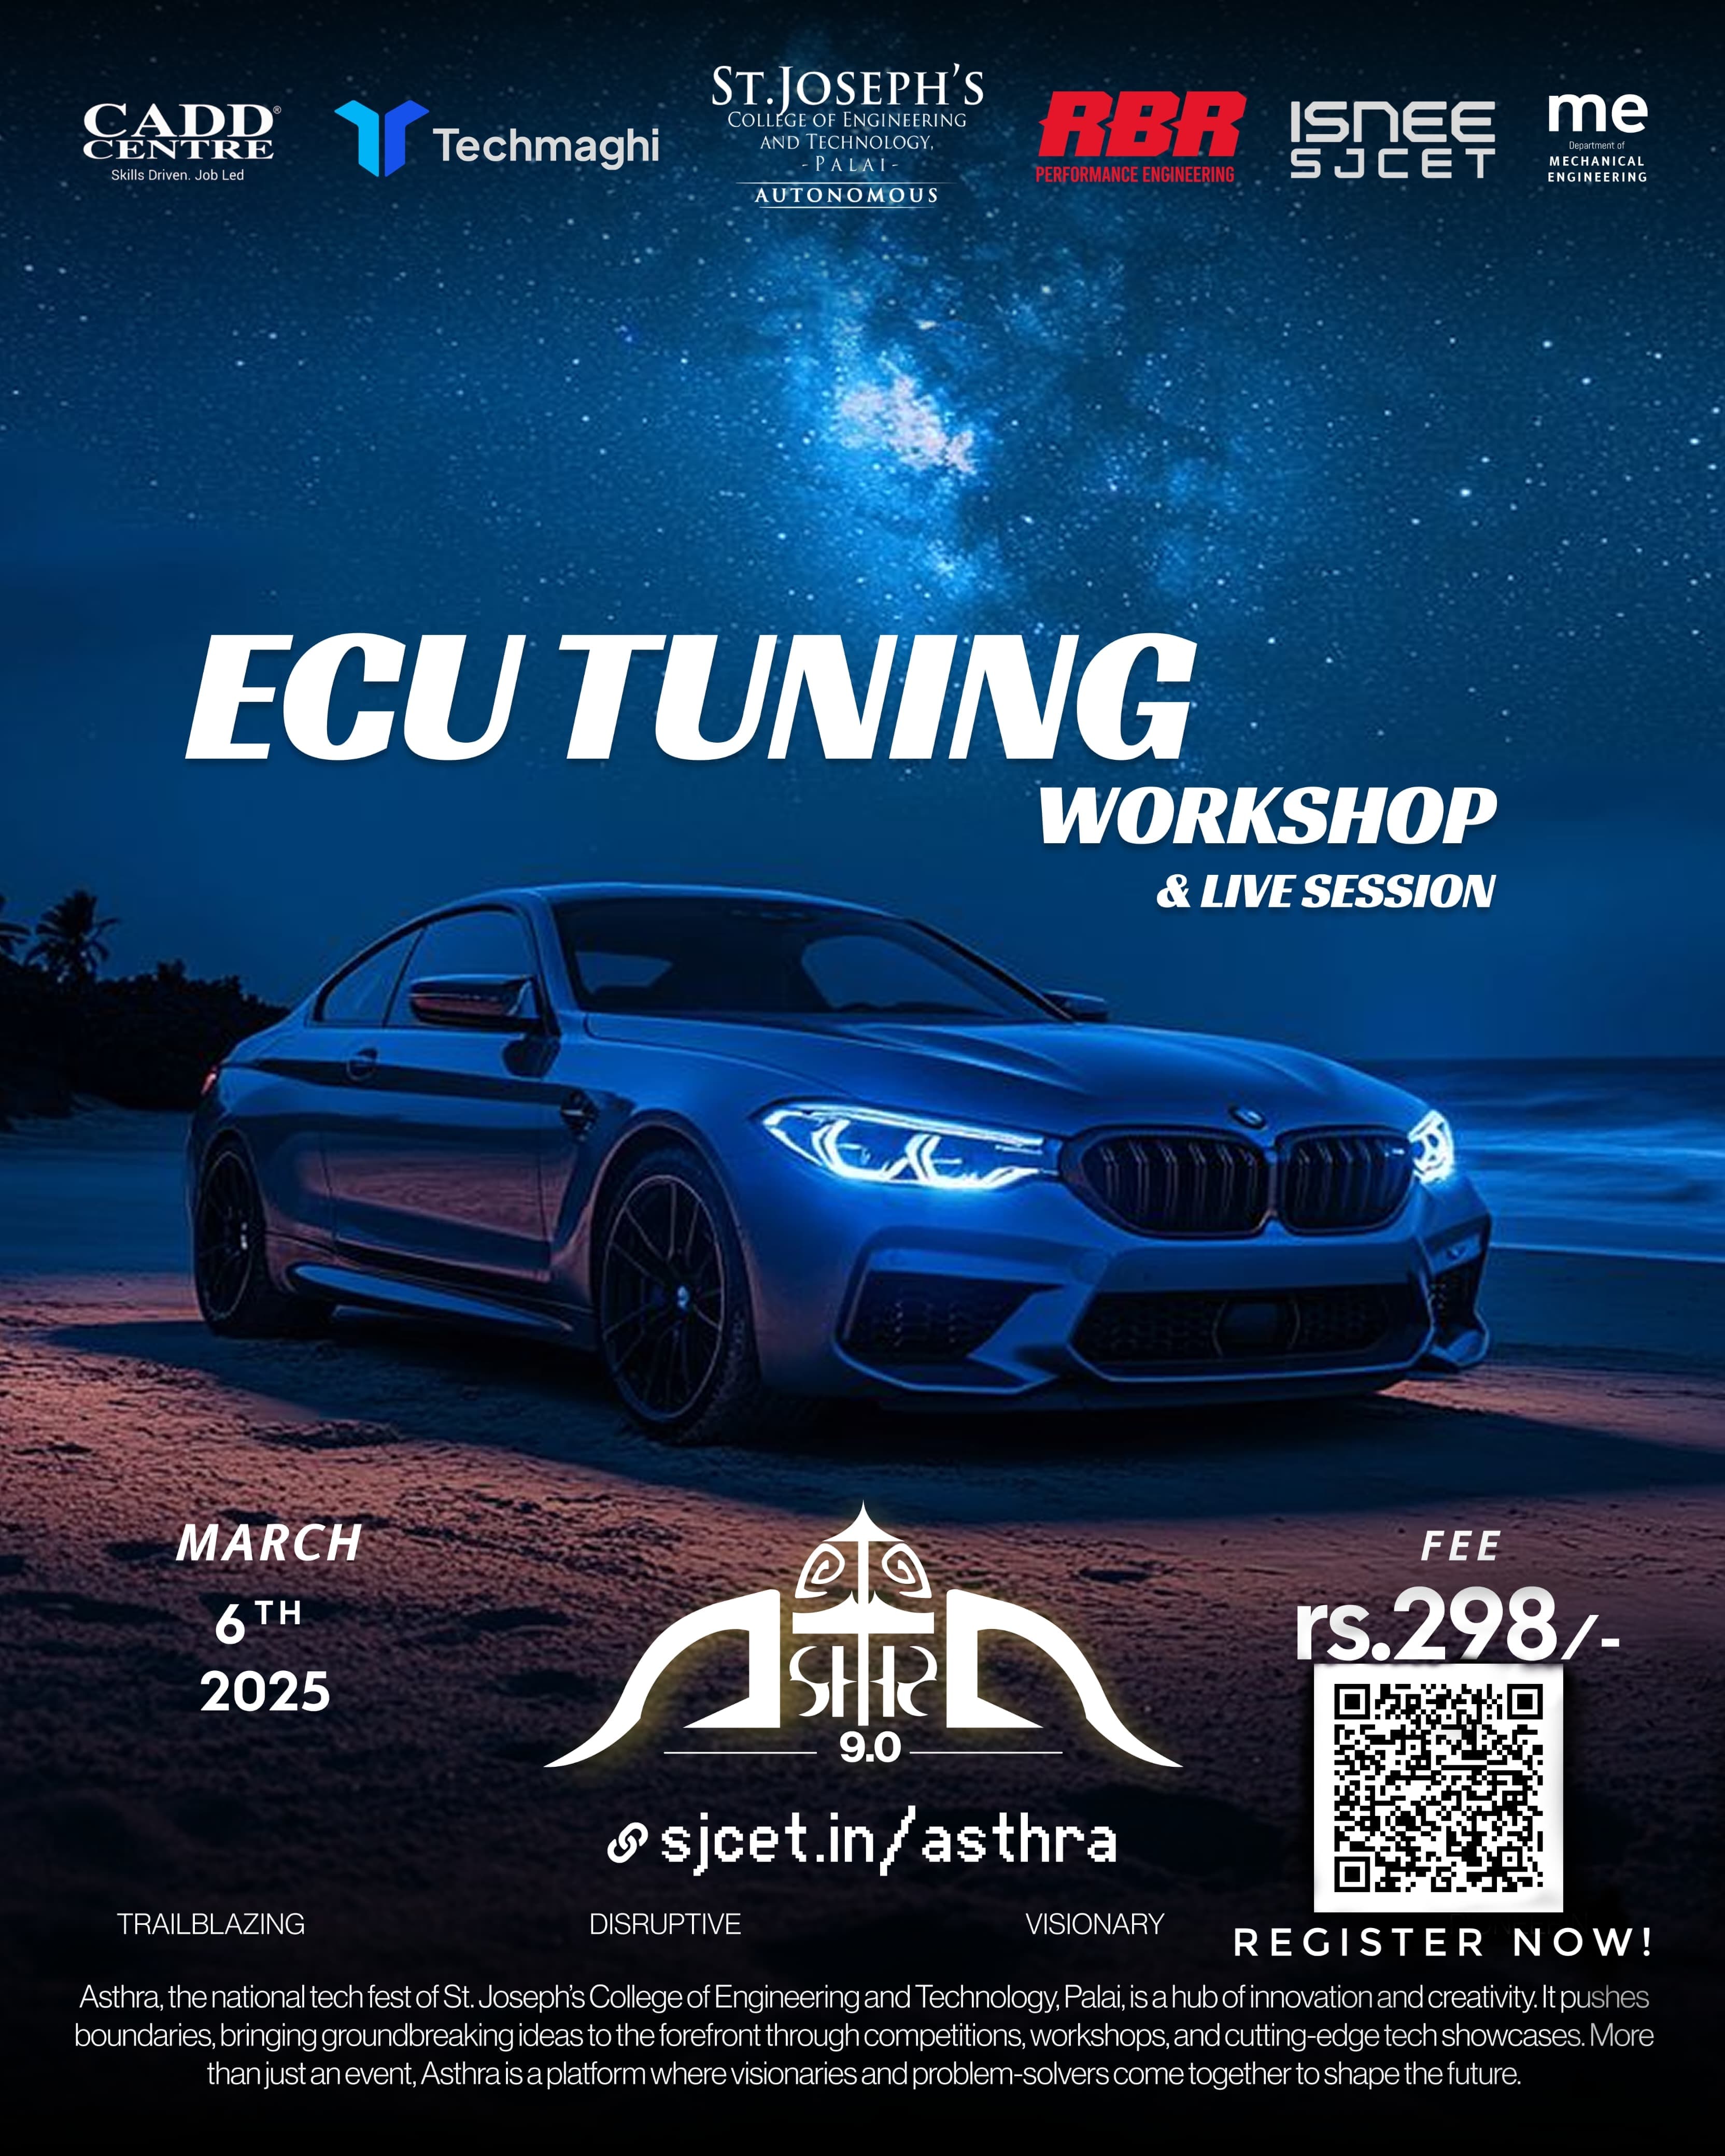 CADD
CENTRE
Skills Driven. Job Led
Techmaghi
ST. JOSEPH'S
COLLEGE OF ENGINEERING
AND TECHNOLOGY,
- PALAI -
AUTONOMOUS
RBR
PERFORMANCE ENGINEERING
ISNEE
SJCET
me
Department of
MECHANICAL
ENGINEERING
ECU TUNING
WORKSHOP
& LIVE SESSION
MARCH
6TH
2025
ASTHRA
9.0
sjcet.in/asthra
FEE
rs.298/-
REGISTER NOW!
TRAILBLAZING
DISRUPTIVE
VISIONARY
Asthra, the national tech fest of St. Joseph's College of Engineering and Technology, Palai, is a hub of innovation and creativity. It pushes
boundaries, bringing groundbreaking ideas to the forefront through competitions, workshops, and cutting-edge tech showcases. More
than just an event, Asthra is a platform where visionaries and problem-solvers come together to shape the future.